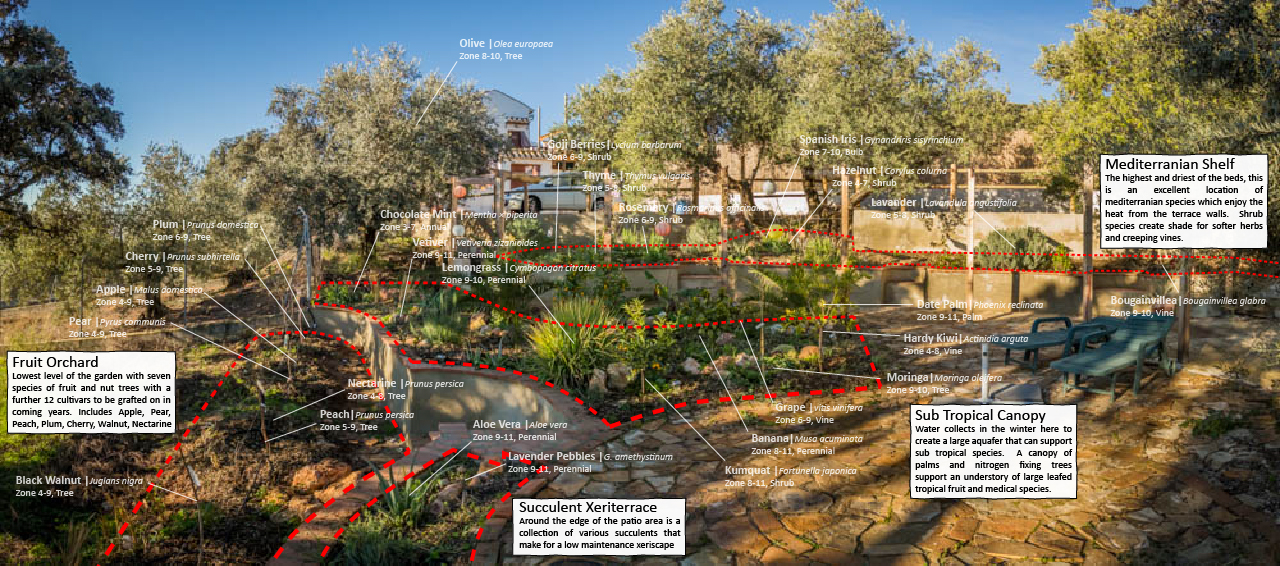 Olive | Olea europaea
Zone 8-10, Tree
Goji Berries| Lycium barbarum
Zone 6-9, Shrub
Thyme | Thymus vulgaris
Zone 5-8, Shrub
Rosemary | Rosmarinus officinalis
Zone 6-9, Shrub
Spanish Iris | Gynandriris sisyrinchium
Zone 7-10, Bulb
Hazelnut | Corylus colurna
Zone 4-7, Shrub
Lavauder | Lavandula angustifolia
Zone 5-8, Shrub
Mediterranian Shelf
The highest and driest of the beds, this
is an excellent location of
mediterranian species which enjoy the
heat from the terrace walls. Shrub
species create shade for softer herbs
and creeping vines.
Chocolate Mint | Mentha × piperita
Zone 3-7, Annual
Vetiver | Vetiveria zizanioides
Zone 9-11, Perennial
Lemongrass | Cymbopogon citratus
Zone 9-10, Perennial
Plum | Prunus domestica
Zone 6-9, Tree
Cherry | Prunus subhirtella
Zone 5-9, Tree
Apple | Malus domestica
Zone 4-9, Tree
Pear | Pyrus communis
Zone 4-9, Tree
Fruit Orchard
Lowest level of the garden with seven
species of fruit and nut trees with a
further 12 cultivars to be grafted on in
coming years. Includes Apple, Pear,
Peach, Plum, Cherry, Walnut, Nectarine
Nectarine | Prunus persica
Zone 4-8, Tree
Peach| Prunus persica
Zone 5-9, Tree
Black Walnut | Juglans nigra
Zone 4-9, Tree
Aloe Vera | Aloe vera
Zone 9-11, Perennial
Lavender Pebbles | G. amethystinum
Zone 9-11, Perennial
Succulent Xeriterrace
Around the edge of the patio area is a
collection of various succulents that
make for a low maintenance xeriscape
Date Palm| Phoenix reclinata
Zone 9-11, Palm
Hardy Kiwi | Actinidia arguta
Zone 4-8, Vine
Moringa| Moringa oleifera
Zone 9-10, Tree
Grape | Vitis vinifera
Zone 6-9, Vine
Banana| Musa acuminata
Zone 8-11, Perennial
Kumquat | Fortunella japonica
Zone 8-11, Shrub
Bougainvillea| Bougainvillea glabra
Zone 9-10, Vine
Sub Tropical Canopy
Water collects in the winter here to
create a large aquafer that can support
sub tropical species. A canopy of
palms and nitrogen fixing trees
support an understory of large leafed
tropical fruit and medical species.